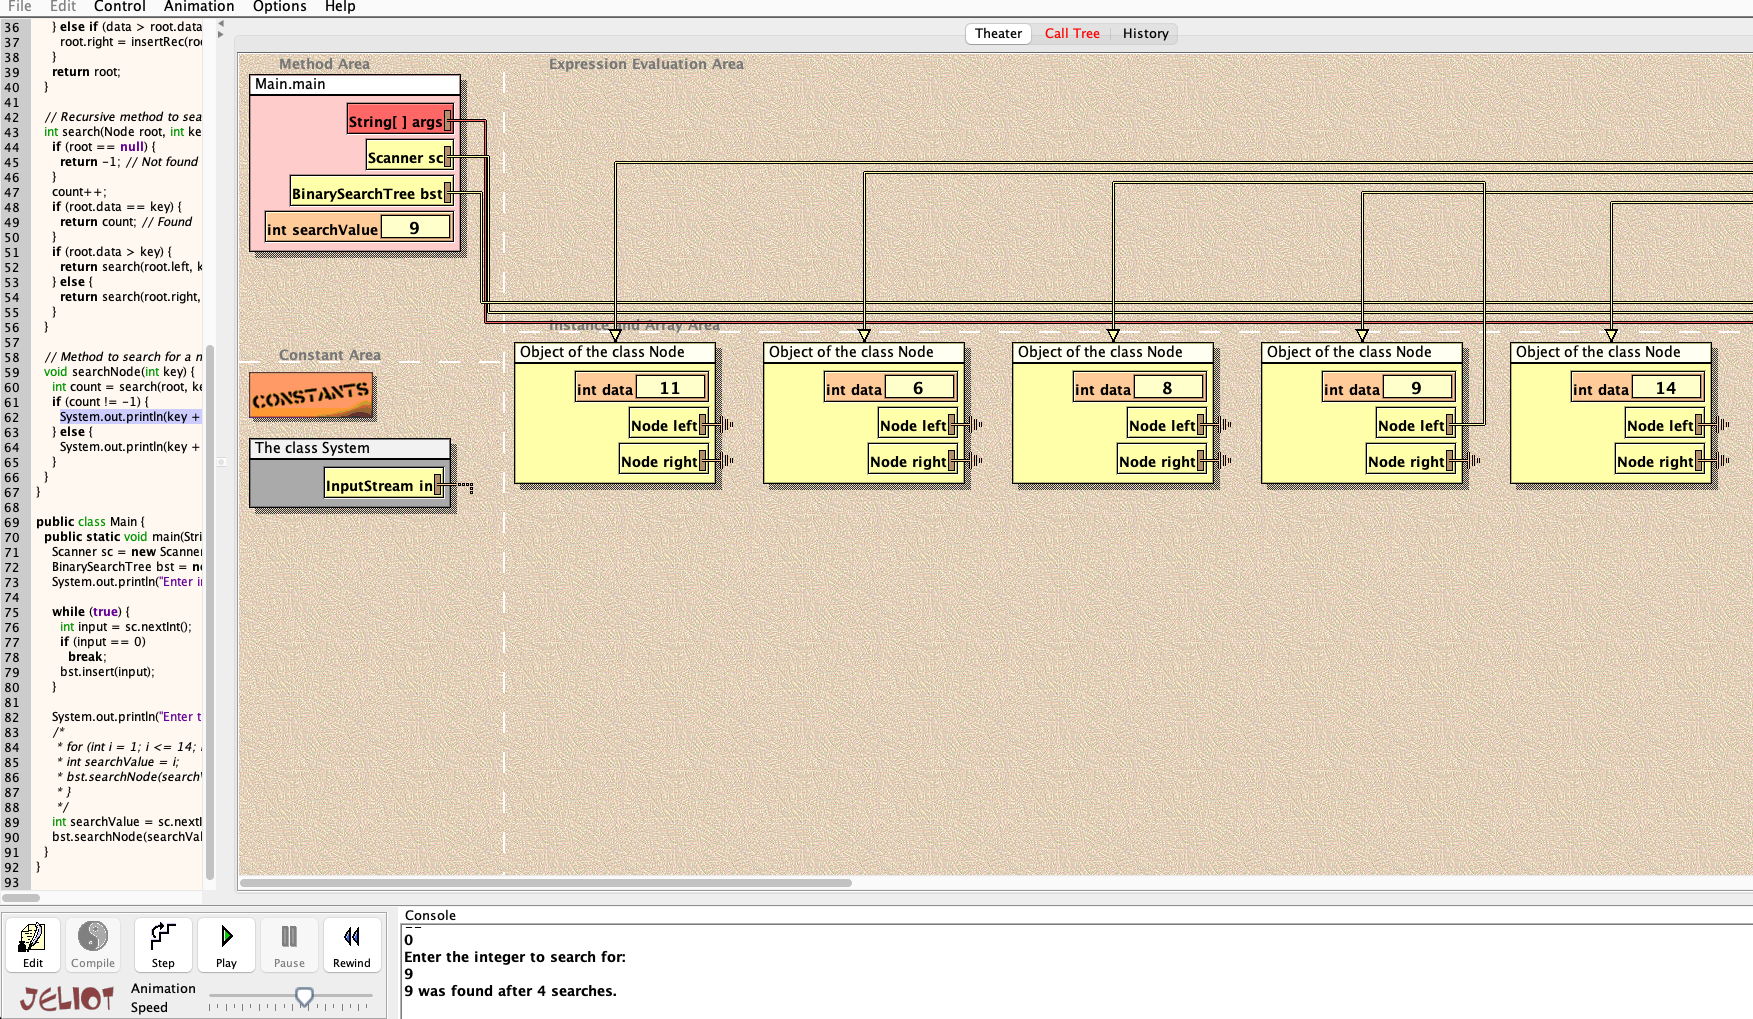 File Edit Control Animation Options Help
Theater Call Tree History
36 } else if (data > root.data
37 root.right = insertRec(roo
38 }
39 return root;
40 }
41
42 // Recursive method to sea
43 int search(Node root, int ke
44 if (root == null) {
45 return -1; // Not found
46 }
47 count++;
48 if (root.data == key) {
49 return count; // Found
50 }
51 if (root.data > key) {
52 return search(root.left, k
53 } else {
54 return search(root.right,
55 }
56 }
57
58 // Method to search for a n
59 void searchNode(int key) {
60 int count = search(root, ke
61 if (count != -1) {
62 System.out.println(key +
63 } else {
64 System.out.println(key +
65 }
66 }
67 }
68
69 public class Main {
70 public static void main(Stri
71 Scanner sc = new Scanner
72 BinarySearchTree bst = ne
73 System.out.println("Enter i
74
75 while (true) {
76 int input = sc.nextInt();
77 if (input == 0)
78 break;
79 bst.insert(input);
80 }
81
82 System.out.println("Enter t
83 /*
84 * for (int i = 1; i <= 14; i
85 * int searchValue = i;
86 * bst.searchNode(searchV
87 * }
88 */
89 int searchValue = sc.nextI
90 bst.searchNode(searchVal
91 }
92 }
93
Method Area
Expression Evaluation Area
Main.main
String[ ] args
Scanner sc
BinarySearchTree bst
int searchValue 9
Instance and Array Area
Constant Area
CONSTANTS
The class System
InputStream in
Object of the class Node
int data 11
Node left
Node right
Object of the class Node
int data 6
Node left
Node right
Object of the class Node
int data 8
Node left
Node right
Object of the class Node
int data 9
Node left
Node right
Object of the class Node
int data 14
Node left
Node right
Edit Compile Step Play Pause Rewind
JELIOT
Animation
Speed
Console
0
Enter the integer to search for:
9
9 was found after 4 searches.